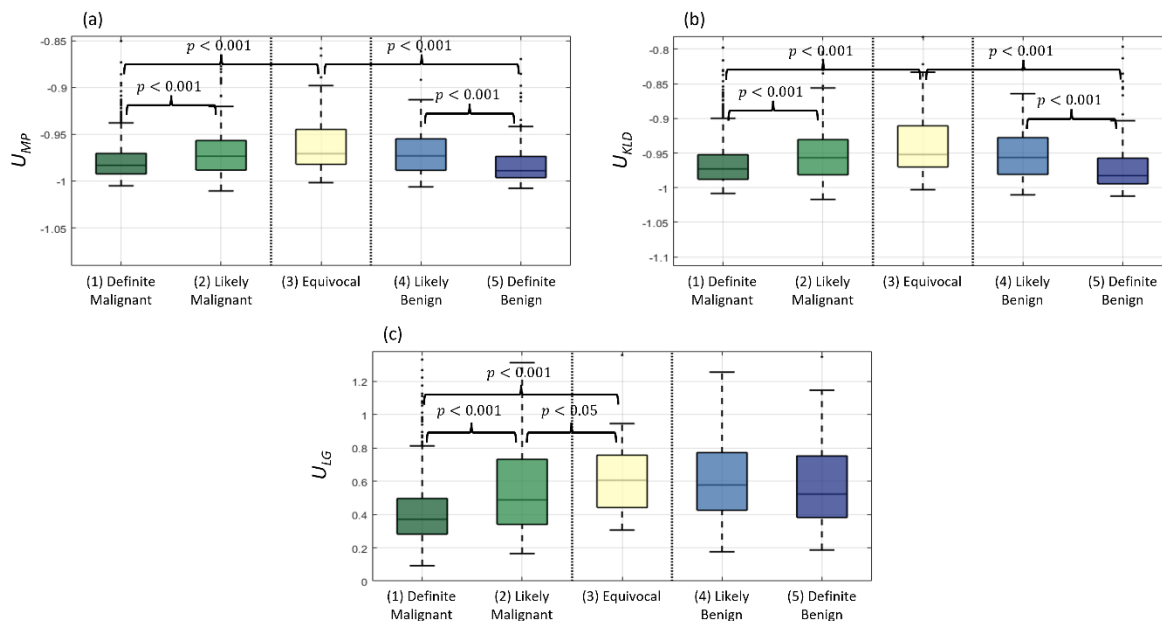 (a)
-0.85
-0.9
-0.95
-1
-1.05
U_MP
p < 0.001
p < 0.001
p < 0.001
p < 0.001
(1) Definite
Malignant
(2) Likely
Malignant
(3) Equivocal
(4) Likely
Benign
(5) Definite
Benign
(b)
-0.8
-0.85
-0.9
-0.95
-1
-1.05
-1.1
U_KLD
p < 0.001
p < 0.001
p < 0.001
p < 0.001
(1) Definite
Malignant
(2) Likely
Malignant
(3) Equivocal
(4) Likely
Benign
(5) Definite
Benign
(c)
1.2
1
0.8
0.6
0.4
0.2
0
U_LG
p < 0.001
p < 0.001
p < 0.05
(1) Definite
Malignant
(2) Likely
Malignant
(3) Equivocal
(4) Likely
Benign
(5) Definite
Benign